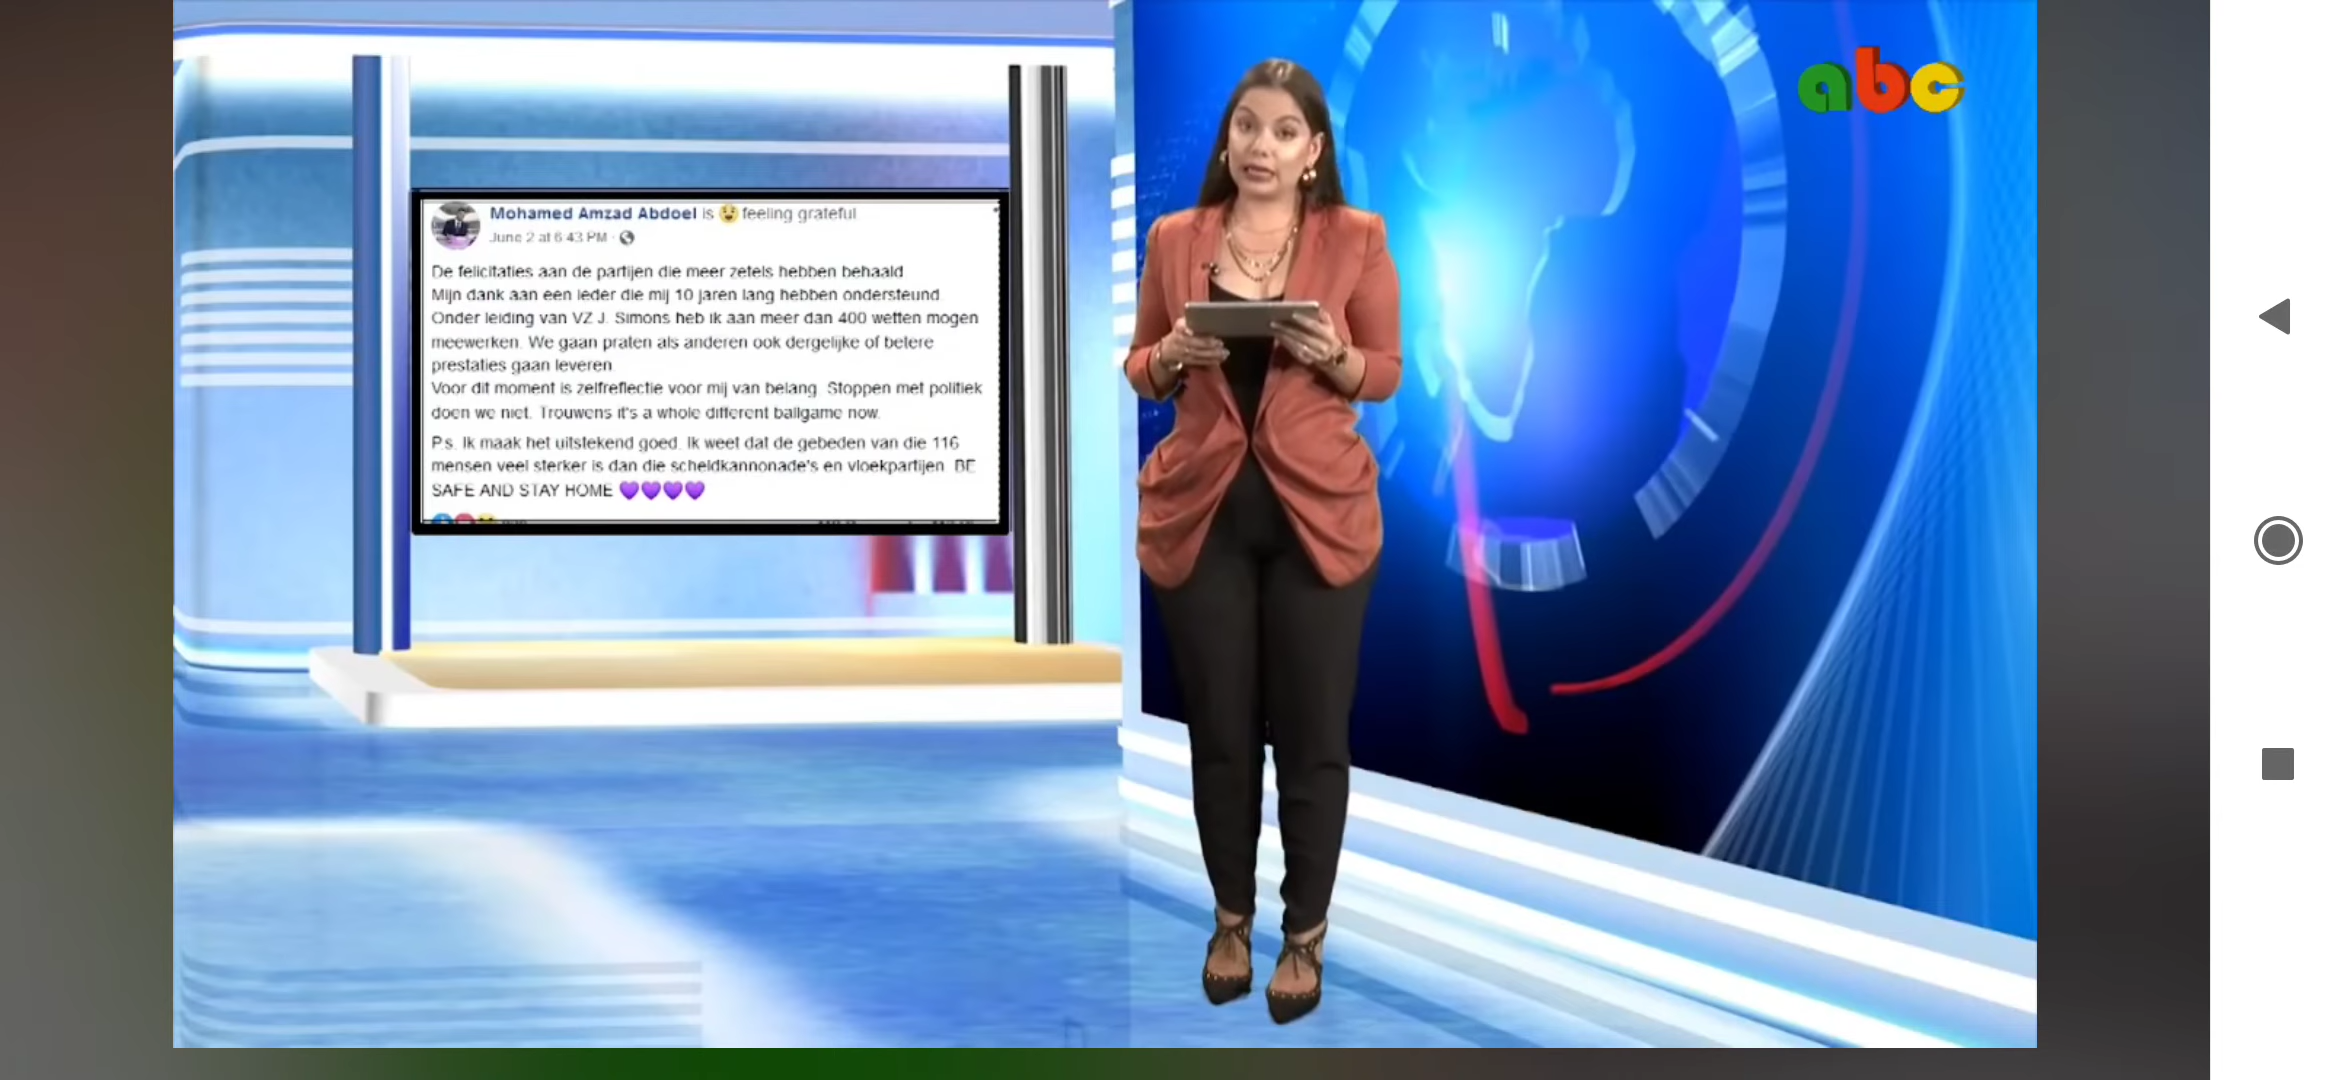 abc
Mohamed Amzad Abdoel is 😉 feeling grateful
June 2 at 6:43 PM ·
De felicitaties aan de partijen die meer zetels hebben behaald
Mijn dank aan een ieder die mij 10 jaren lang hebben ondersteund
Onder leiding van VZ J. Simons heb ik aan meer dan 400 wetten mogen
meewerken. We gaan praten als anderen ook dergelijke of betere
prestaties gaan leveren.
Voor dit moment is zelfreflectie voor mij van belang. Stoppen met politiek
doen we niet. Trouwens it's a whole different ballgame now.
P.s. Ik maak het uitstekend goed. Ik weet dat de gebeden van die 116
mensen veel sterker is dan die scheldkannonade's en vloekpartijen. BE
SAFE AND STAY HOME 💜💜💜💜